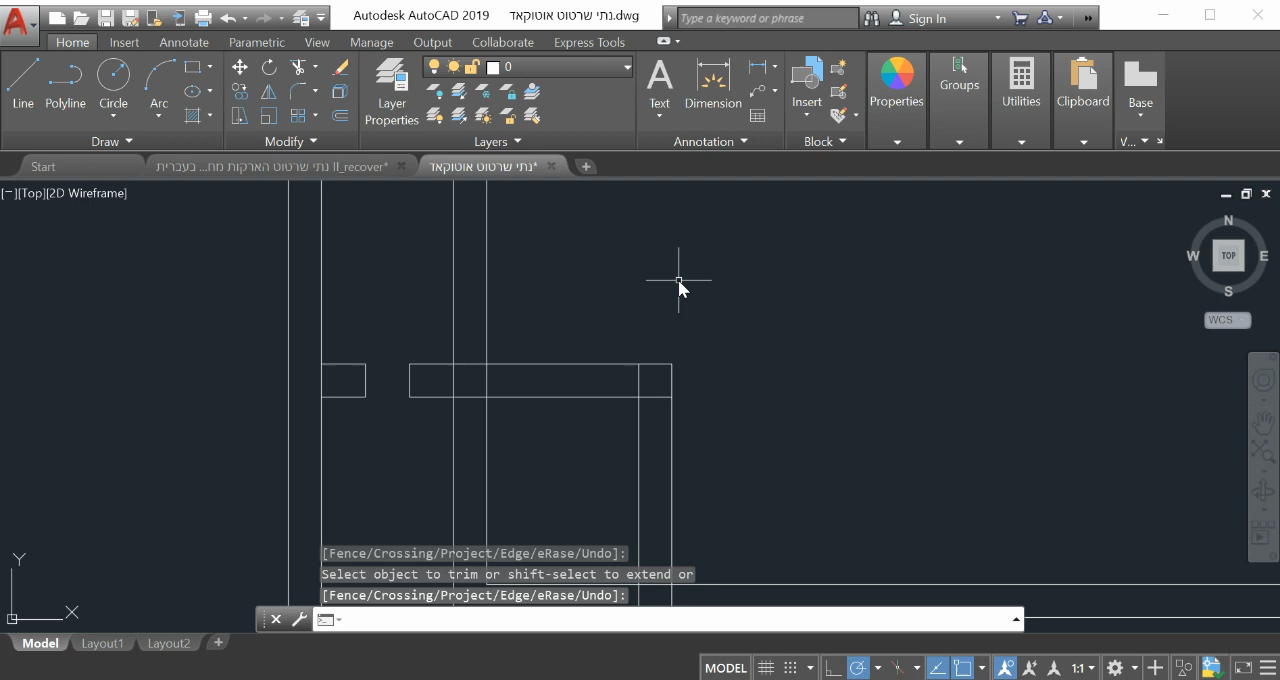 Autodesk AutoCAD 2019 נתי שרטוט אוטוקאד.dwg
Type a keyword or phrase
Sign In
Home Insert Annotate Parametric View Manage Output Collaborate Express Tools
0
Line Polyline Circle Arc
Layer Properties
Text Dimension
Insert
Properties Groups Utilities Clipboard Base
Draw Modify Layers Annotation Block V...
Start
נתי שרטוט הארקות מח... בעברית II_recover*
נתי שרטוט אוטוקאד*
[−][Top][2D Wireframe]
N
W TOP E
S
WCS
[Fence/Crossing/Project/Edge/eRase/Undo]:
Select object to trim or shift-select to extend or
[Fence/Crossing/Project/Edge/eRase/Undo]:
Y
X
Model Layout1 Layout2
MODEL
1:1